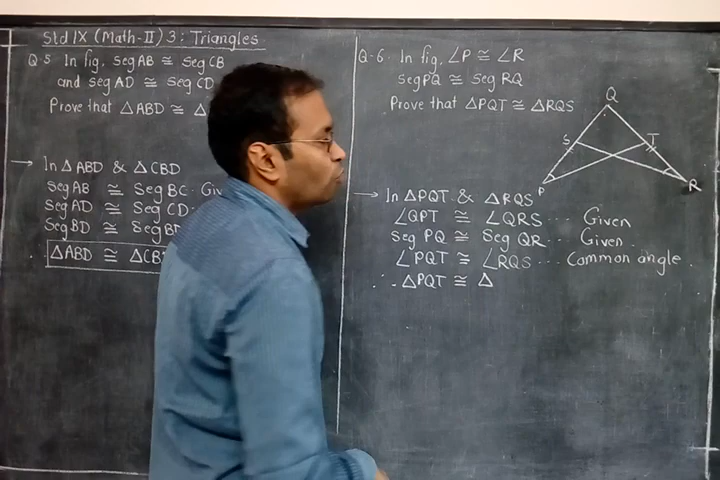 Std IX (Math-II) 3: Triangles
Q-5 In fig, seg AB ≅ seg CB
and seg AD ≅ seg CD
Prove that △ABD ≅ △
→ In △ABD & △CBD
Seg AB ≅ Seg BC
Seg AD ≅ Seg CD
Seg BD ≅ Seg BD
△ABD ≅ △CBD
Q-6. In fig, ∠P ≅ ∠R
seg PQ ≅ seg RQ
Prove that △PQT ≅ △RQS
Q
S
T
P
R
→ In △PQT & △RQS
∠QPT ≅ ∠QRS ... Given
Seg PQ ≅ Seg QR ... Given
∠PQT ≅ ∠RQS ... Common angle
∴ △PQT ≅ △